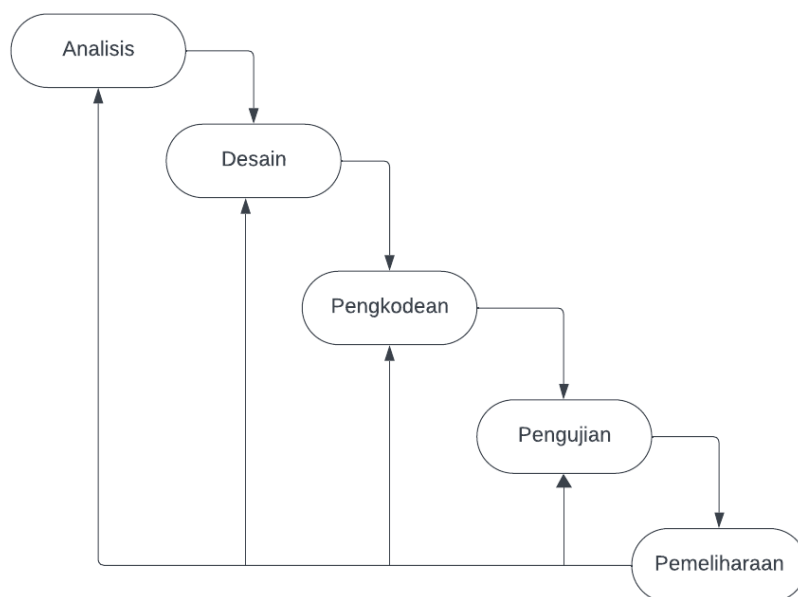 Analisis
Desain
Pengkodean
Pengujian
Pemeliharaan